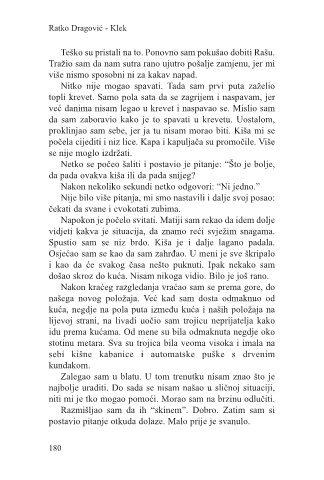 Ratko Dragović - Klek
Teško su pristali na to. Ponovno sam pokušao dobiti Rašu.
Tražio sam da nam sutra rano ujutro pošalje zamjenu, jer mi
više nismo sposobni ni za kakav napad.
Nitko nije mogao spavati. Tada sam prvi puta zaželio
topli krevet. Samo pola sata da se zagrijem i naspavam, jer
već godinu nisam legao u krevet i naspavao se. Mislio sam
da sam zaboravio kako je to spavati u krevetu. Uostalom,
proklinjao sam sebe, jer ja tu nisam morao biti. Kiša mi se
počela cijediti i niz lice. Kapa i kapuljača su promočile. Više
se nije moglo izdržati.
Netko se počeo šaliti i postavio je pitanje: “Što je bolje,
da pada ovakva kiša ili da pada snijeg?
Nakon nekoliko sekundi netko odgovori: “Ni jedno.”
Nije bilo više pitanja, mi smo nastavili i dalje svoj posao:
čekati da svane i cvokotati zubima.
Napokon je počelo svitati. Matiji sam rekao da idem dolje
vidjeti kakva je situacija, da znamo reći svježim snagama.
Spustio sam se niz brdo. Kiša je i dalje lagano padala.
Osjećao sam se kao da sam zahrđao. U meni je sve škripalo
i kao da će svakog časa nešto puknuti. Ipak nekako sam
došao skroz do kuća. Nisam nikoga vidio. Bilo je još rano.
Nakon kraćeg razgledanja vraćao sam se prema gore, do
našega novog položaja. Već kad sam dosta odmaknuo od
kuća, negdje na pola puta između kuća i naših položaja na
lijevoj strani, na livadi uočio sam trojicu neprijatelja kako
idu prema kućama. Od mene su bila odmaknuta negdje oko
stotinu metara. Sva su trojica bila veoma visoka i imala na
sebi kišne kabanice i automatske puške s drvenim
kundakom.
Zalegao sam u blatu. U tom trenutku nisam znao što je
najbolje uraditi. Do sada se nisam našao u sličnoj situaciji,
niti mi je tko mogao pomoći. Morao sam na brzinu odlučiti.
Razmišljao sam da ih “skinem”. Dobro. Zatim sam si
postavio pitanje otkuda dolaze. Malo prije je svanulo.
180